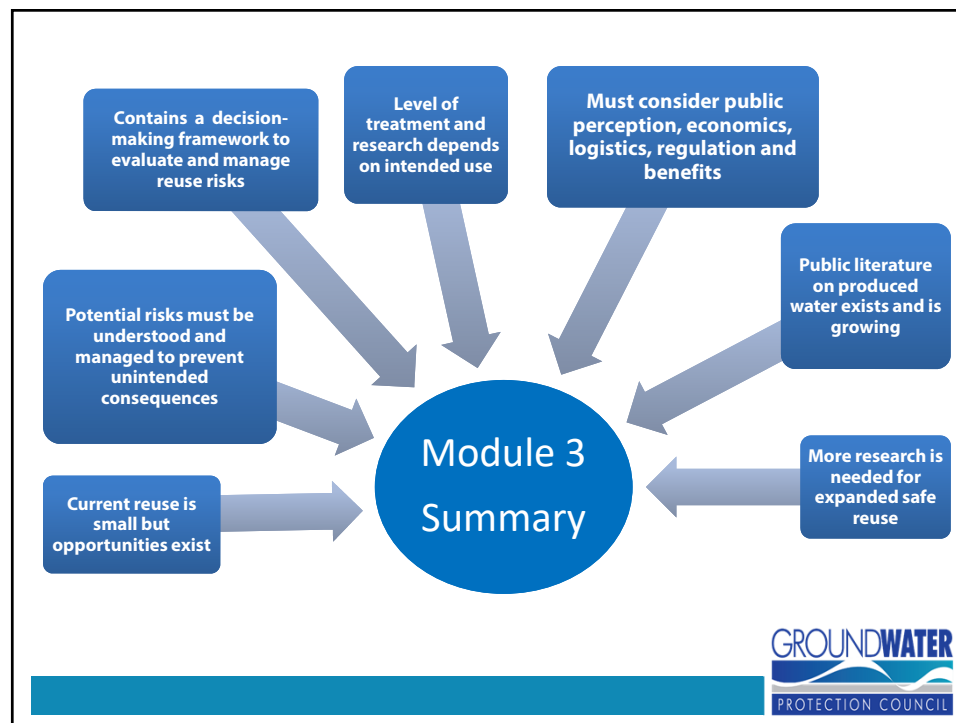 Current reuse is
small but
opportunities exist
Potential risks must be
understood and
managed to prevent
unintended
consequences
Contains a decision-
making framework to
evaluate and manage
reuse risks
Level of
treatment and
research depends
on intended use
Must consider public
perception, economics,
logistics, regulation and
benefits
Public literature
on produced
water exists and is
growing
More research is
needed for
expanded safe
reuse
Module 3
Summary
GROUNDWATER
PROTECTION COUNCIL